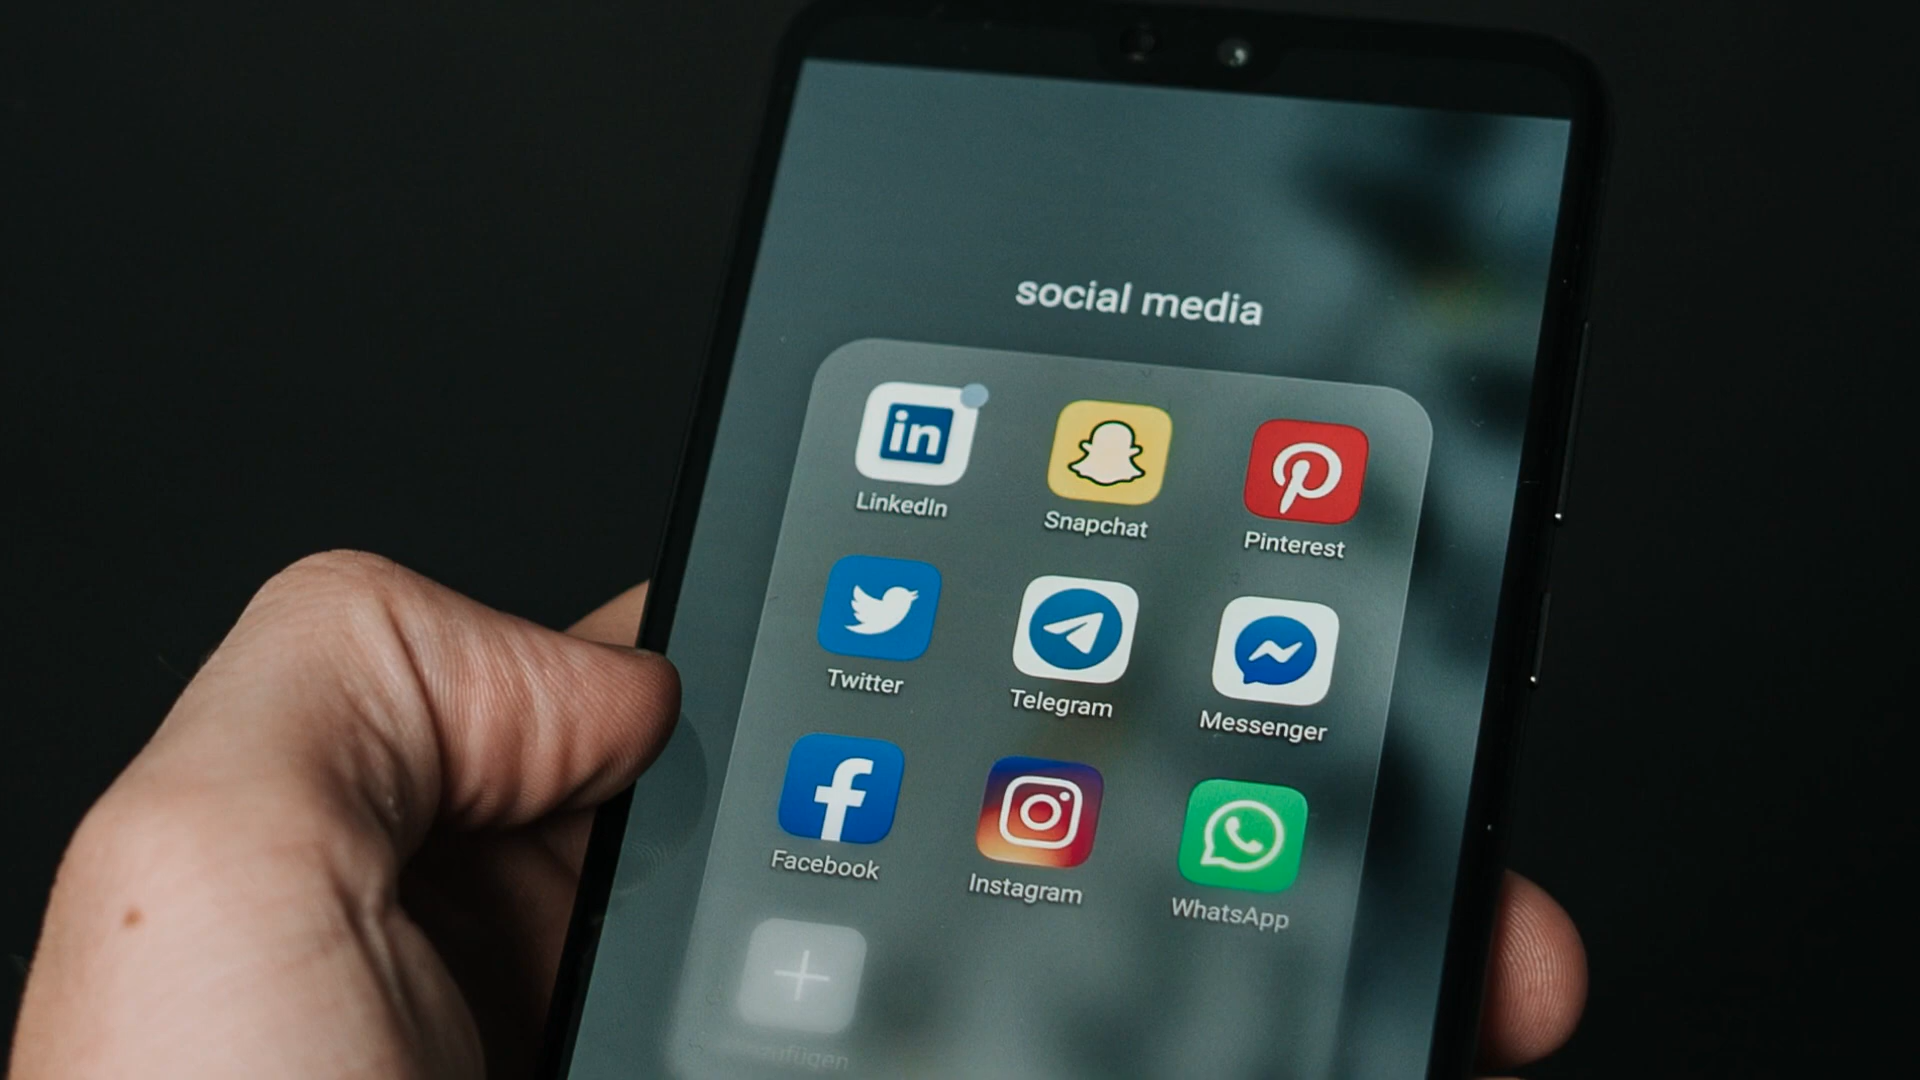 social media
in
LinkedIn
Snapchat
Pinterest
Twitter
Telegram
Messenger
Facebook
Instagram
WhatsApp